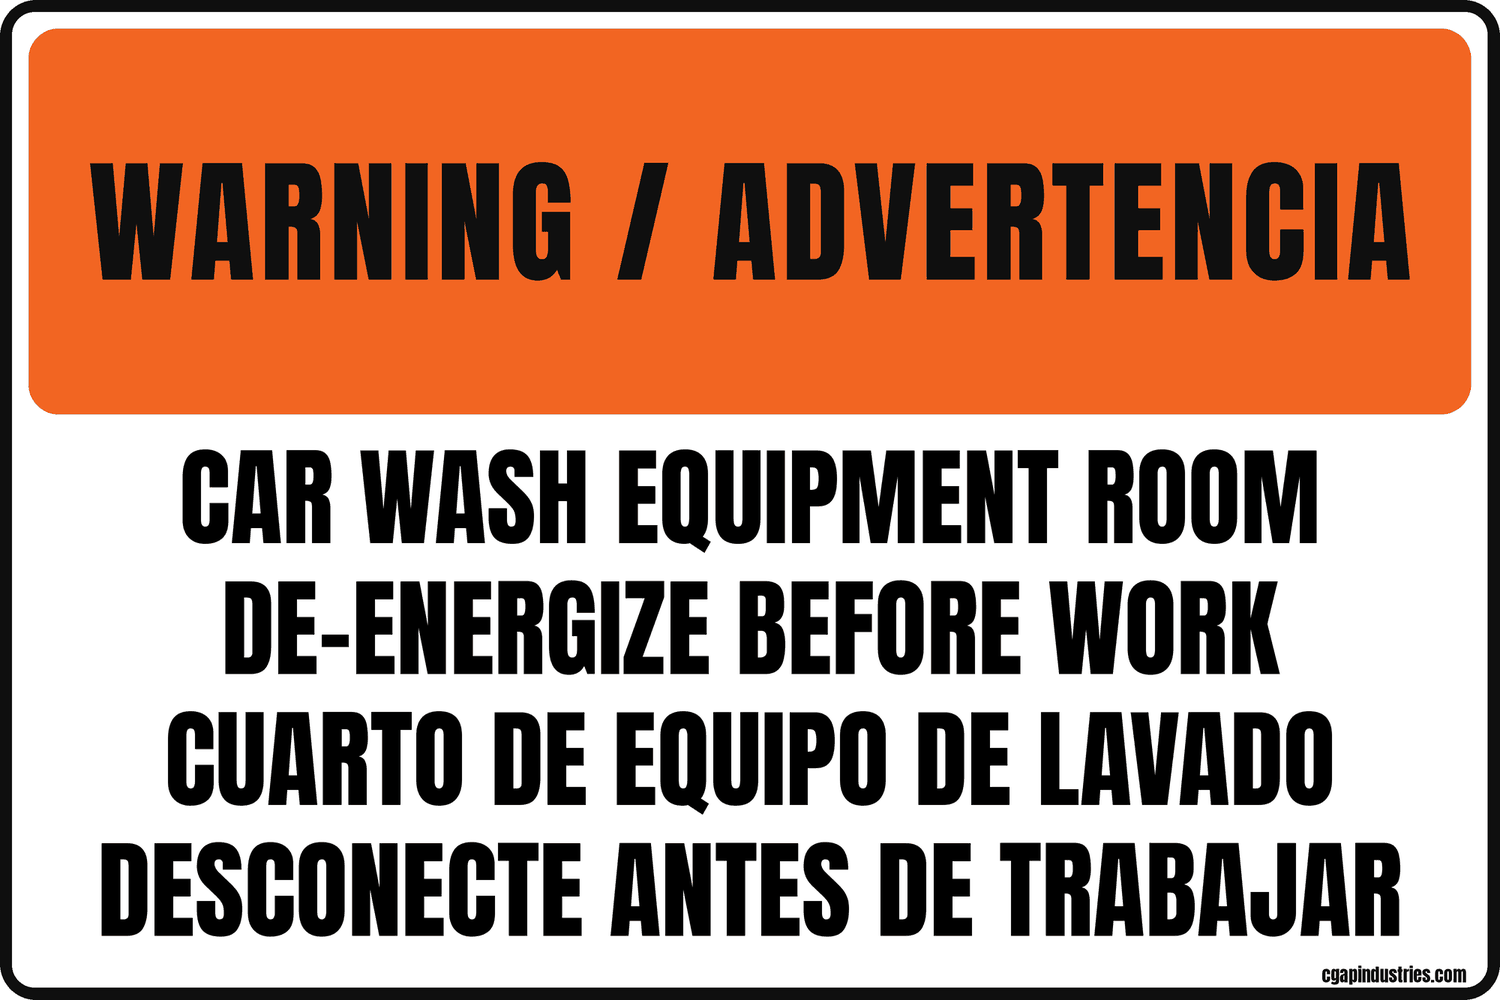 WARNING / ADVERTENCIA
CAR WASH EQUIPMENT ROOM
DE-ENERGIZE BEFORE WORK
CUARTO DE EQUIPO DE LAVADO
DESCONECTE ANTES DE TRABAJAR
cgapindustries.com